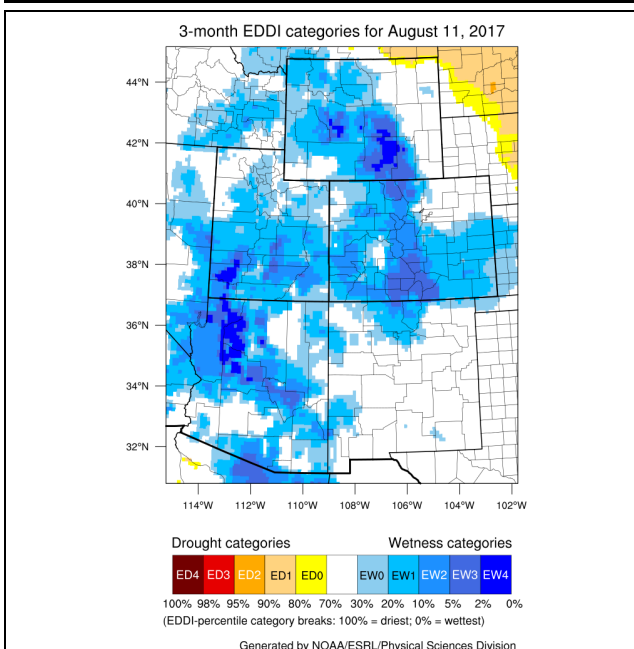 3-month EDDI categories for August 11, 2017
44°N
42°N
40°N
38°N
36°N
34°N
32°N
114°W 112°W 110°W 108°W 106°W 104°W 102°W
Drought categories Wetness categories
ED4 ED3 ED2 ED1 ED0 EW0 EW1 EW2 EW3 EW4
100% 98% 95% 90% 80% 70% 30% 20% 10% 5% 2% 0%
(EDDI-percentile category breaks: 100% = driest; 0% = wettest)
Generated by NOAA/ESRL/Physical Sciences Division